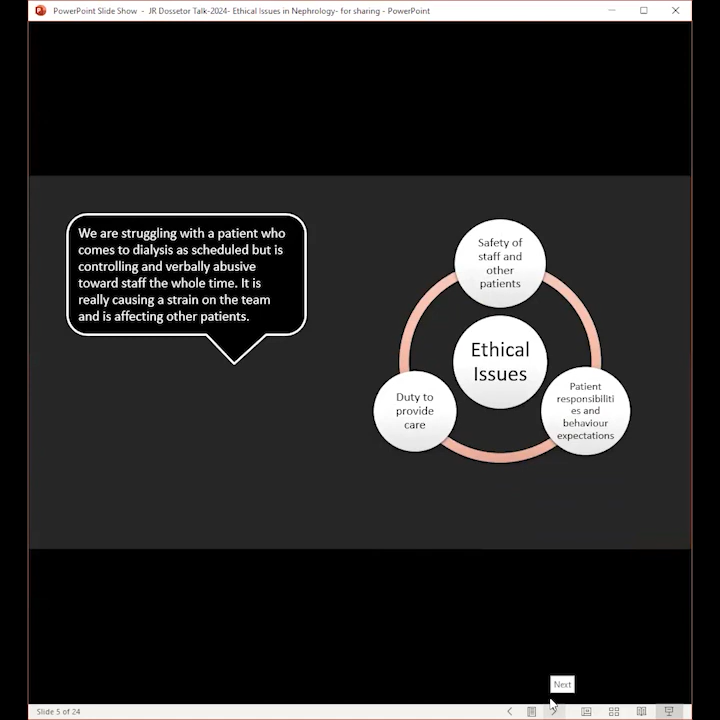 PowerPoint Slide Show - JR Dossetor Talk-2024- Ethical Issues in Nephrology- for sharing - PowerPoint
We are struggling with a patient who
comes to dialysis as scheduled but is
controlling and verbally abusive
toward staff the whole time. It is
really causing a strain on the team
and is affecting other patients.
Safety of
staff and
other
patients
Ethical
Issues
Duty to
provide
care
Patient
responsibiliti
es and
behaviour
expectations
Next
Slide 5 of 24